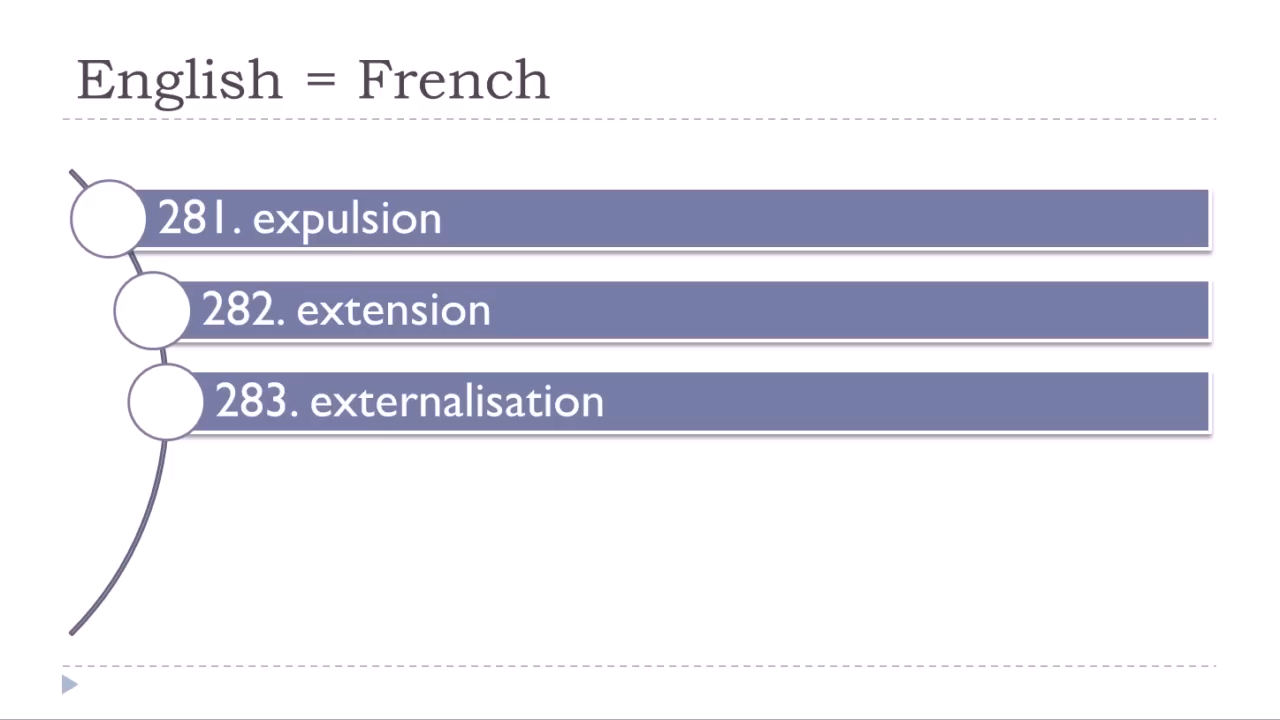 English = French
281. expulsion
282. extension
283. externalisation